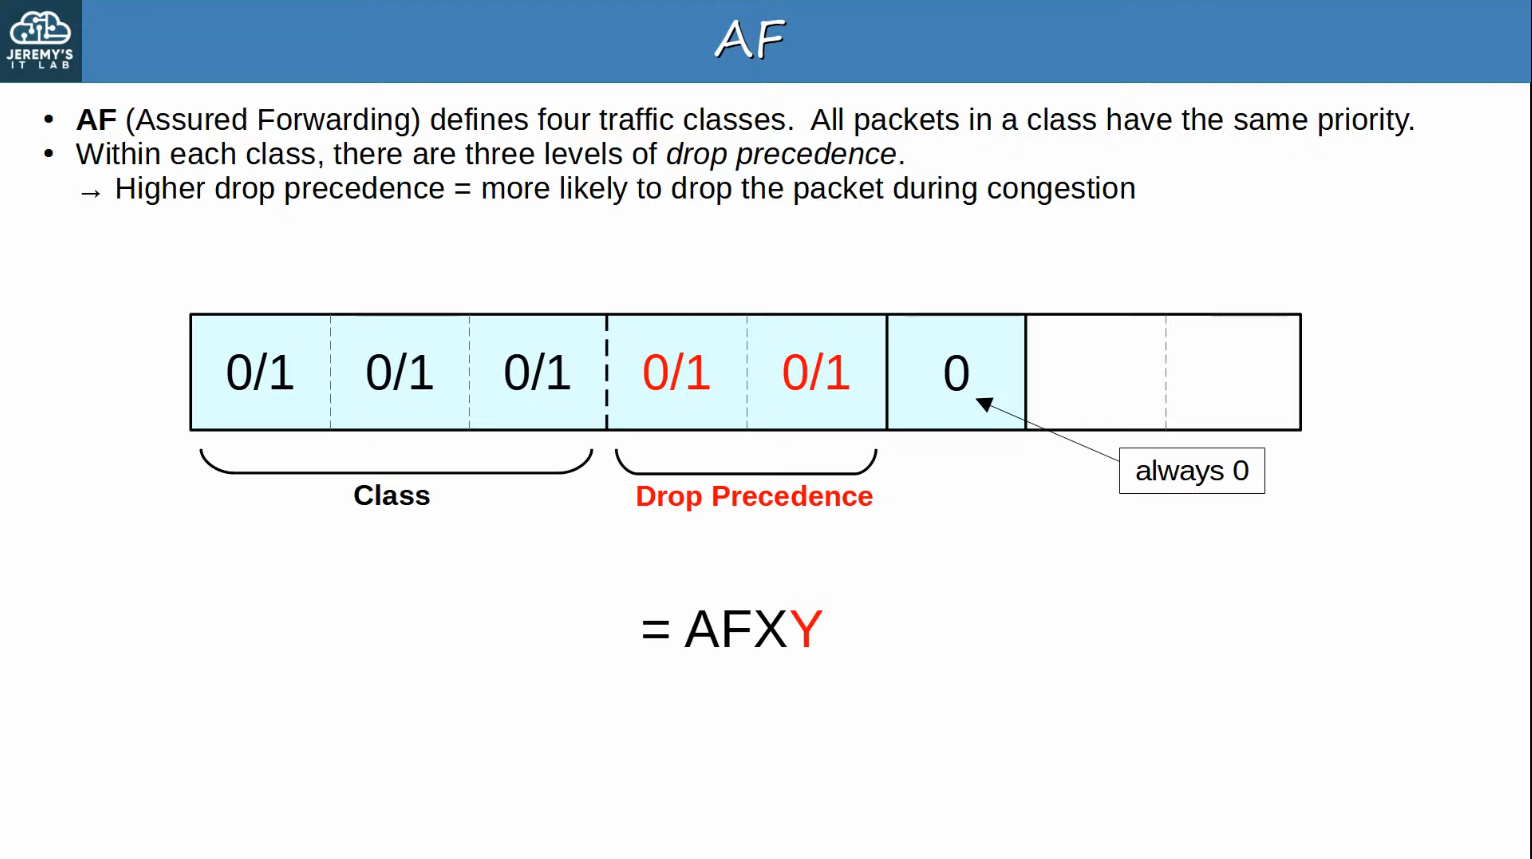 JEREMY'S
IT LAB
AF
• AF (Assured Forwarding) defines four traffic classes.  All packets in a class have the same priority.
• Within each class, there are three levels of drop precedence.
→ Higher drop precedence = more likely to drop the packet during congestion
0/1 0/1 0/1 0/1 0/1 0
always 0
Class Drop Precedence
= AFXY